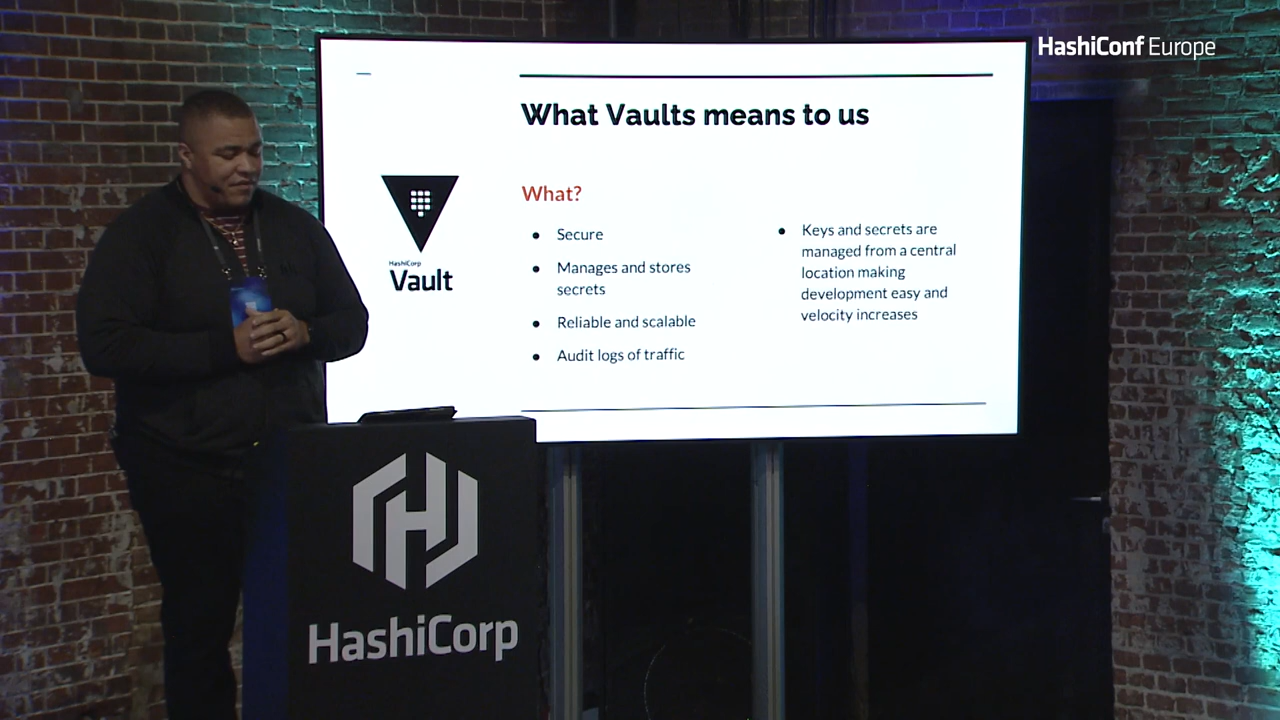 HashiConf Europe
What Vaults means to us
HashiCorp
Vault
What?
• Secure
• Manages and stores
secrets
• Reliable and scalable
• Audit logs of traffic
• Keys and secrets are
managed from a central
location making
development easy and
velocity increases
HashiCorp